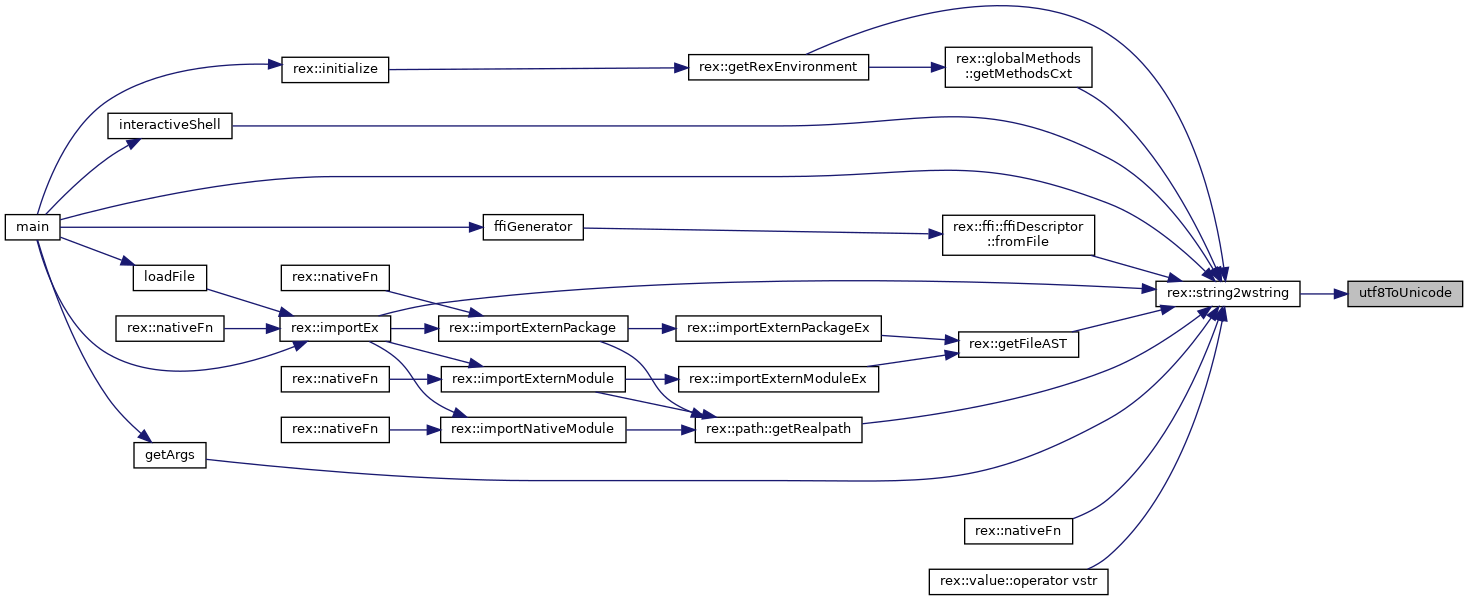 rex::initialize
rex::getRexEnvironment
rex::globalMethods
::getMethodsCxt
interactiveShell
main
ffiGenerator
rex::ffi::ffiDescriptor
::fromFile
loadFile
rex::nativeFn
rex::string2wstring
utf8ToUnicode
rex::nativeFn
rex::importEx
rex::importExternPackage
rex::importExternPackageEx
rex::getFileAST
rex::nativeFn
rex::importExternModule
rex::importExternModuleEx
rex::nativeFn
rex::importNativeModule
rex::path::getRealpath
getArgs
rex::nativeFn
rex::value::operator vstr